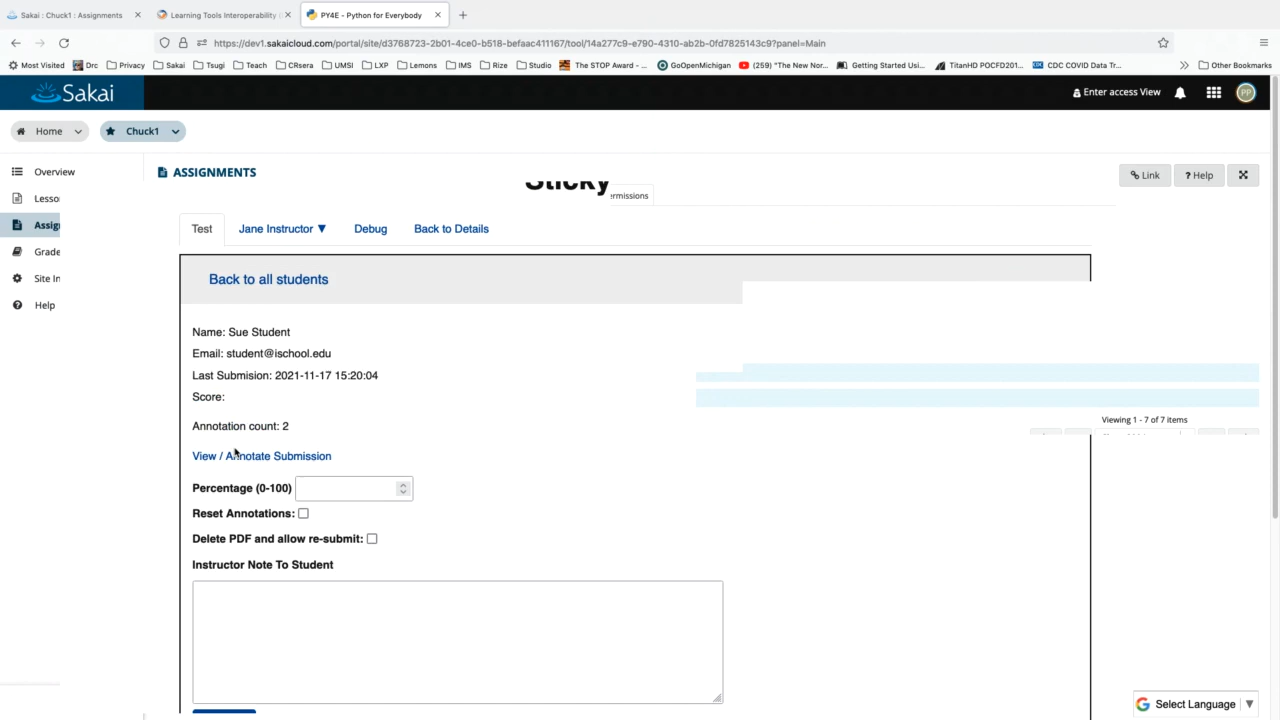 Sakai : Chuck1 : Assignments
Learning Tools Interoperability
PY4E - Python for Everybody
https://dev1.sakaicloud.com/portal/site/d3768723-2b01-4ce0-b518-befaac411167/tool/14a277c9-e790-4310-ab2b-0fd7825143c9?panel=Main
Most Visited Drc Privacy Sakai Tsugi Teach CRsera UMSI LXP Lemons IMS Rize Studio The STOP Award - ... GoOpenMichigan (259) "The New Nor... Getting Started Usi... TitanHD POCFD201... CDC COVID Data Tr... Other Bookmarks
Sakai
Enter access View
PP
Home
Chuck1
Overview
Lesso
Assig
Grade
Site In
Help
ASSIGNMENTS
Sticky
ermissions
Link
? Help
Test
Jane Instructor ▼
Debug
Back to Details
Back to all students
Name: Sue Student
Email: student@ischool.edu
Last Submision: 2021-11-17 15:20:04
Score:
Annotation count: 2
Viewing 1 - 7 of 7 items
View / Annotate Submission
Percentage (0-100)
Reset Annotations:
Delete PDF and allow re-submit:
Instructor Note To Student
Select Language ▼